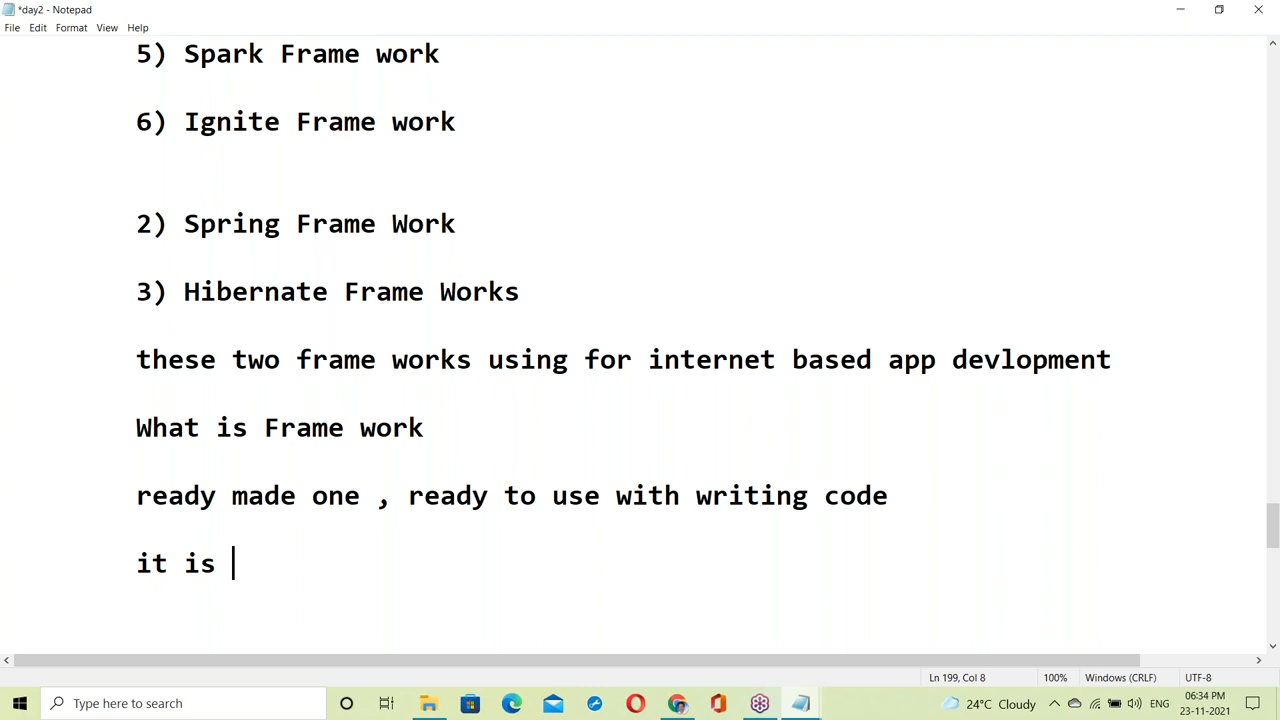 *day2 - Notepad
File Edit Format View Help
5) Spark Frame work
6) Ignite Frame work
2) Spring Frame Work
3) Hibernate Frame Works
these two frame works using for internet based app devlopment
What is Frame work
ready made one , ready to use with writing code
it is
Ln 199, Col 8 100% Windows (CRLF) UTF-8
Type here to search 24°C Cloudy ENG 06:34 PM
23-11-2021